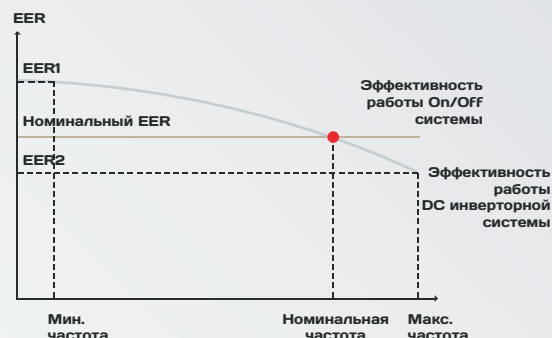 EER
EER1
Эффективность
работы On/Off
системы
Номинальный EER
EER2
Эффективность
работы
DC инверторной
системы
Мин.
частота
Номинальная
частота
Макс.
частота